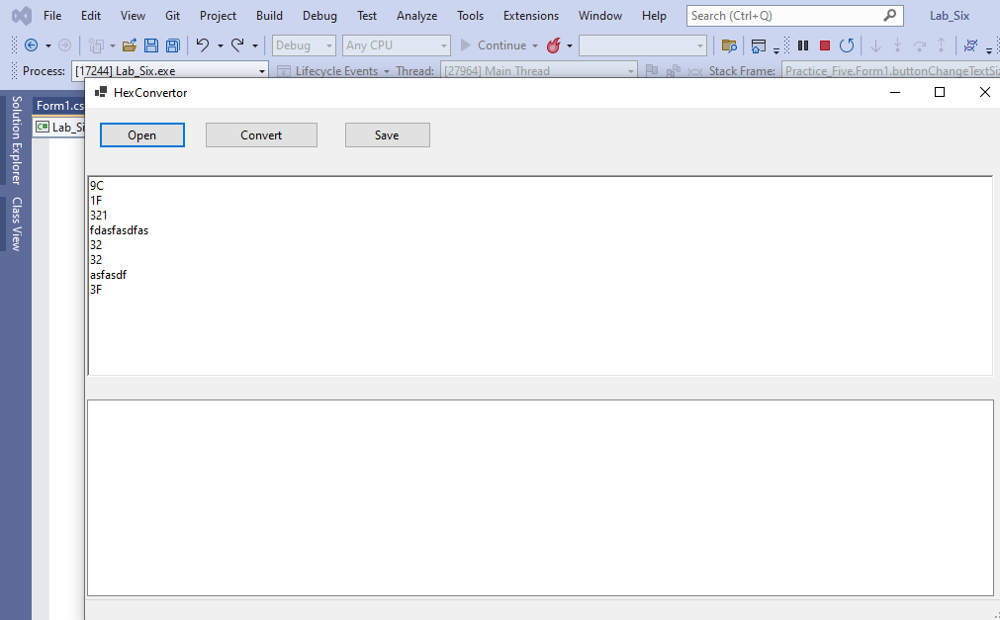 File Edit View Git Project Build Debug Test Analyze Tools Extensions Window Help Search (Ctrl+Q) Lab_Six
Debug Any CPU Continue
Process: [17244] Lab_Six.exe Lifecycle Events Thread: [27964] Main Thread Stack Frame: Practice_Five.Form1.buttonChangeTextSi
HexConvertor
Solution Explorer
Class View
Form1.cs
C# Lab_Si
Open Convert Save
9C
1F
321
fdasfasdfas
32
32
asfasdf
3F